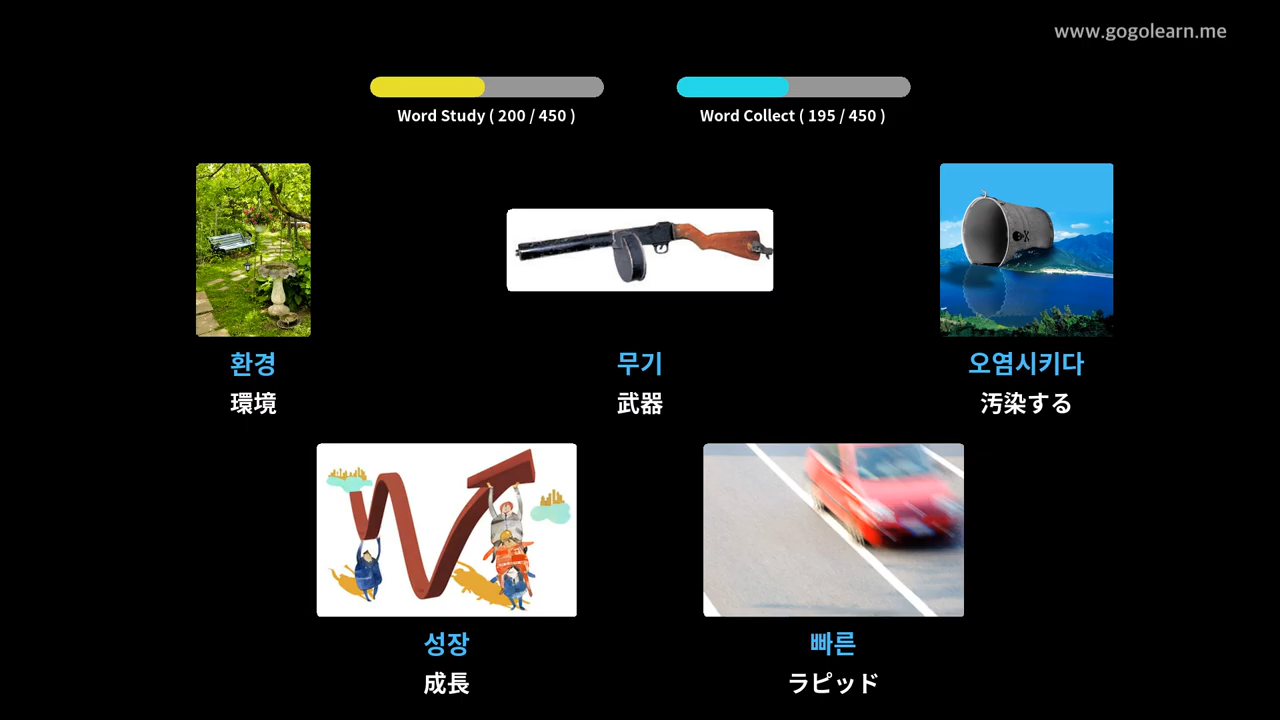 www.gogolearn.me
Word Study ( 200 / 450 )
Word Collect ( 195 / 450 )
환경
環境
무기
武器
오염시키다
汚染する
성장
成長
빠른
ラピッド